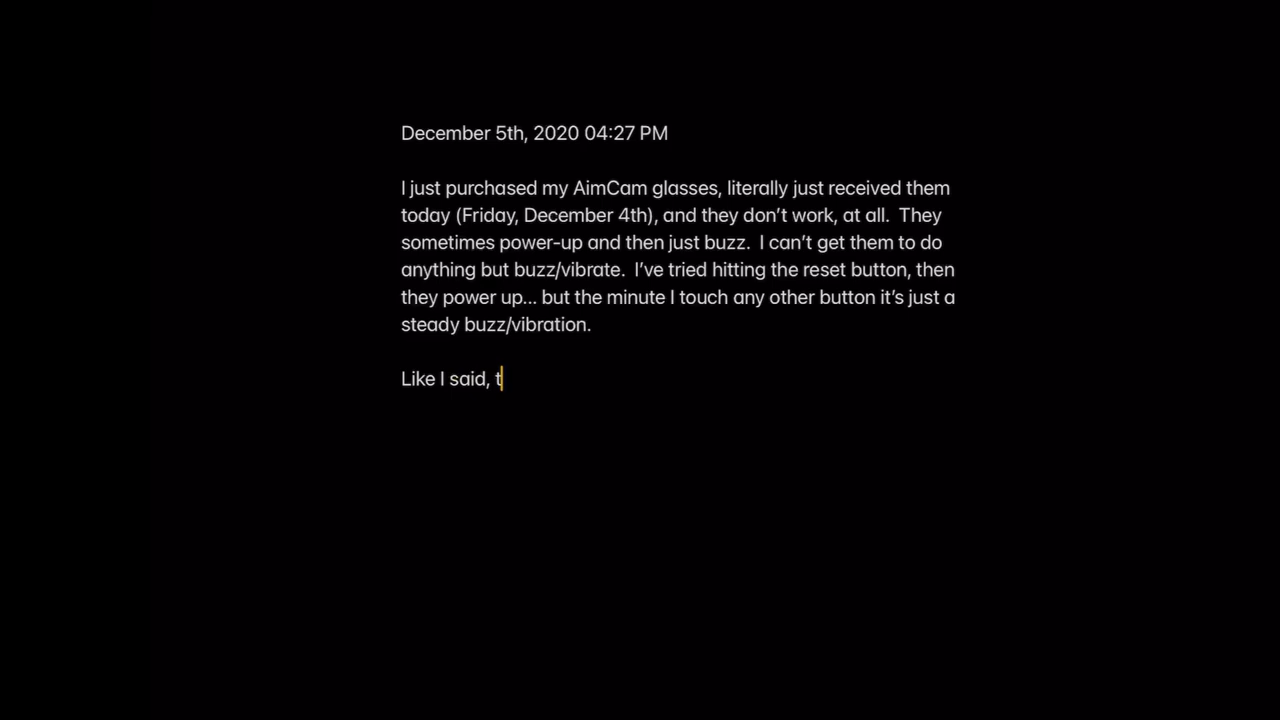 December 5th, 2020 04:27 PM
I just purchased my AimCam glasses, literally just received them
today (Friday, December 4th), and they don’t work, at all.  They
sometimes power-up and then just buzz.  I can’t get them to do
anything but buzz/vibrate.  I’ve tried hitting the reset button, then
they power up... but the minute I touch any other button it’s just a
steady buzz/vibration.
Like I said, t